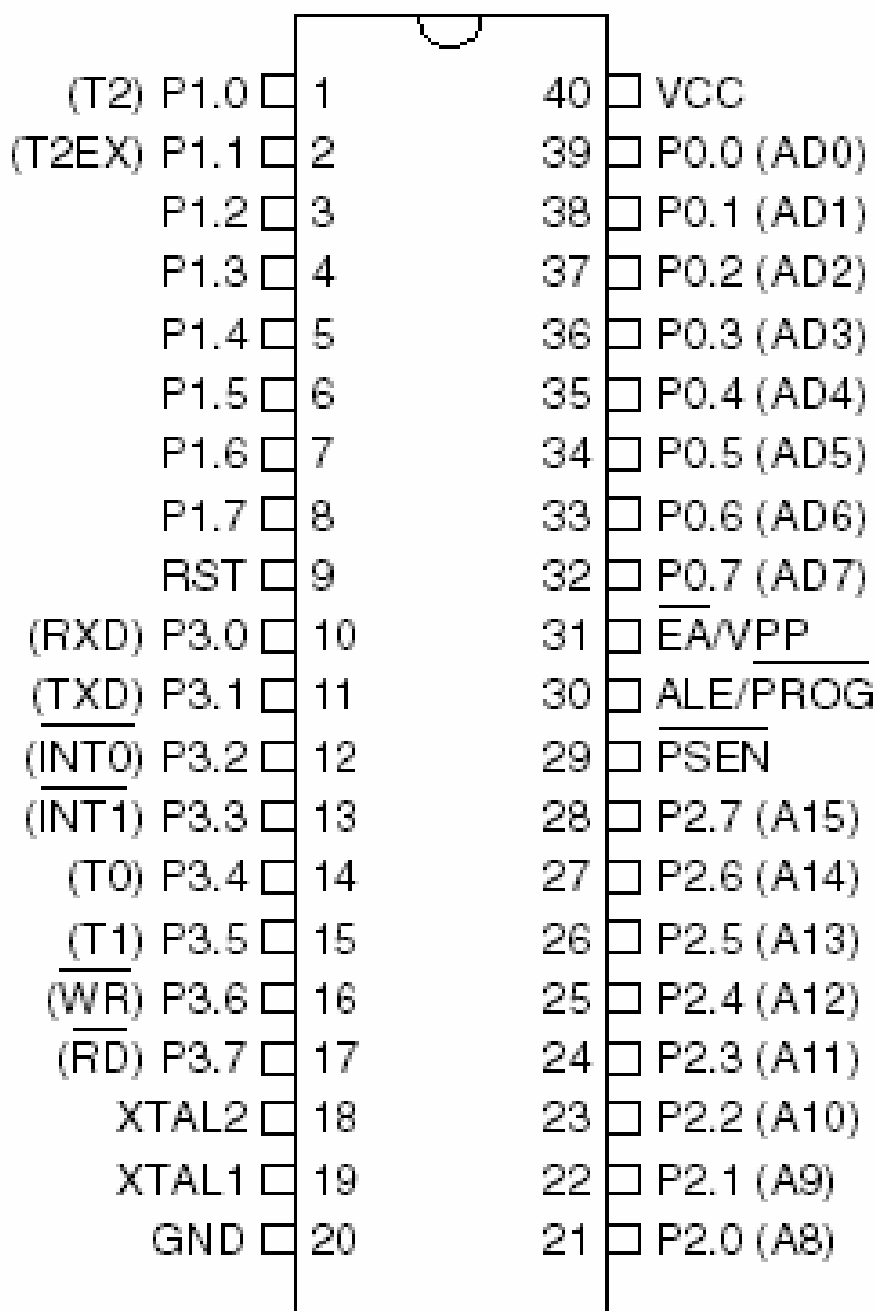 (T2) P1.0 1 40 VCC
(T2EX) P1.1 2 39 P0.0 (AD0)
P1.2 3 38 P0.1 (AD1)
P1.3 4 37 P0.2 (AD2)
P1.4 5 36 P0.3 (AD3)
P1.5 6 35 P0.4 (AD4)
P1.6 7 34 P0.5 (AD5)
P1.7 8 33 P0.6 (AD6)
RST 9 32 P0.7 (AD7)
(RXD) P3.0 10 31 E̅A̅/VPP
(TXD) P3.1 11 30 ALE/P̅R̅O̅G̅
(I̅N̅T̅0̅) P3.2 12 29 P̅S̅E̅N̅
(I̅N̅T̅1̅) P3.3 13 28 P2.7 (A15)
(T0) P3.4 14 27 P2.6 (A14)
(T1) P3.5 15 26 P2.5 (A13)
(W̅R̅) P3.6 16 25 P2.4 (A12)
(R̅D̅) P3.7 17 24 P2.3 (A11)
XTAL2 18 23 P2.2 (A10)
XTAL1 19 22 P2.1 (A9)
GND 20 21 P2.0 (A8)